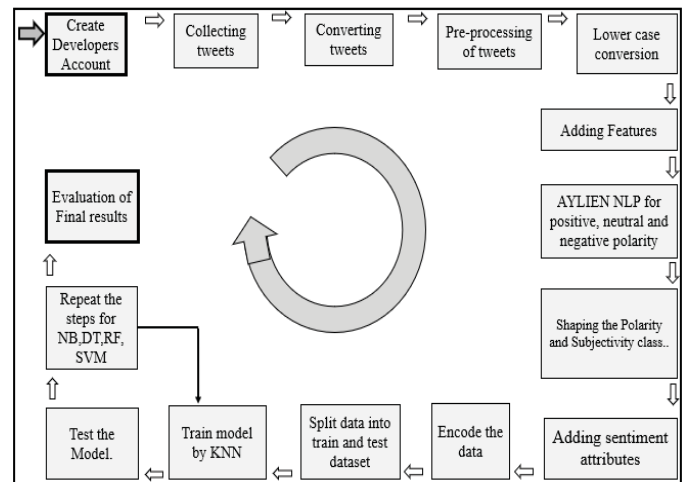 Create
Developers
Account
Collecting
tweets
Converting
tweets
Pre-processing
of tweets
Lower case
conversion
Adding Features
AYLIEN NLP for
positive, neutral and
negative polarity
Shaping the Polarity
and Subjectivity class..
Adding sentiment
attributes
Encode the
data
Split data into
train and test
dataset
Train model
by KNN
Test the
Model.
Repeat the
steps for
NB,DT,RF,
SVM
Evaluation of
Final results